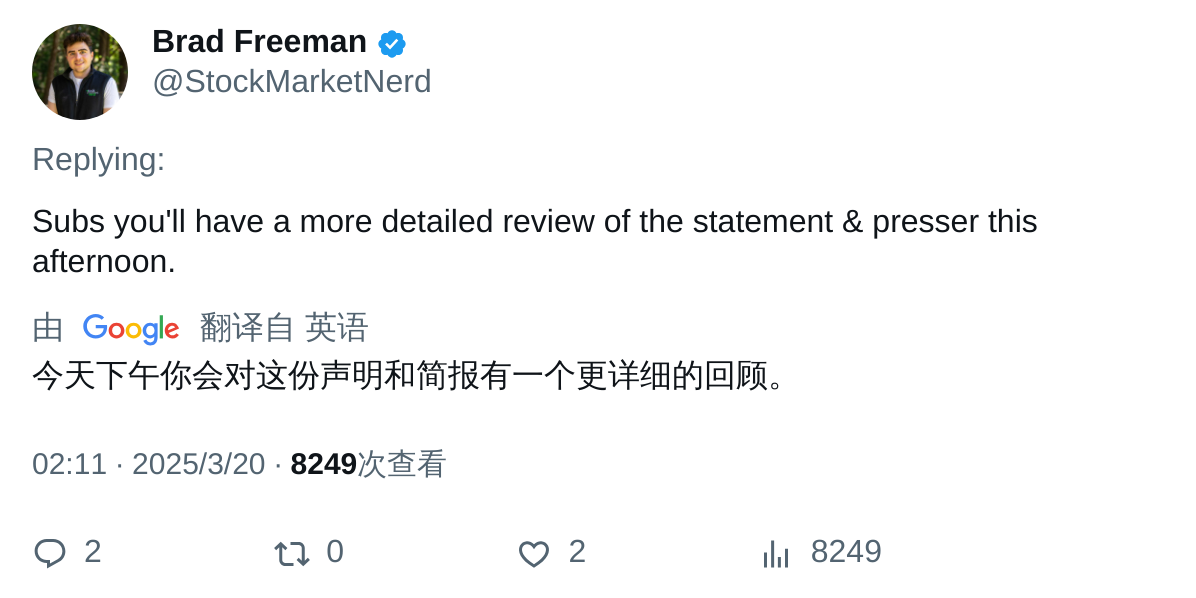 Brad Freeman
@StockMarketNerd
Replying:
Subs you'll have a more detailed review of the statement & presser this
afternoon.
由 Google 翻译自 英语
今天下午你会对这份声明和简报有一个更详细的回顾。
02:11 · 2025/3/20 · 8249次查看
2 0 2 8249